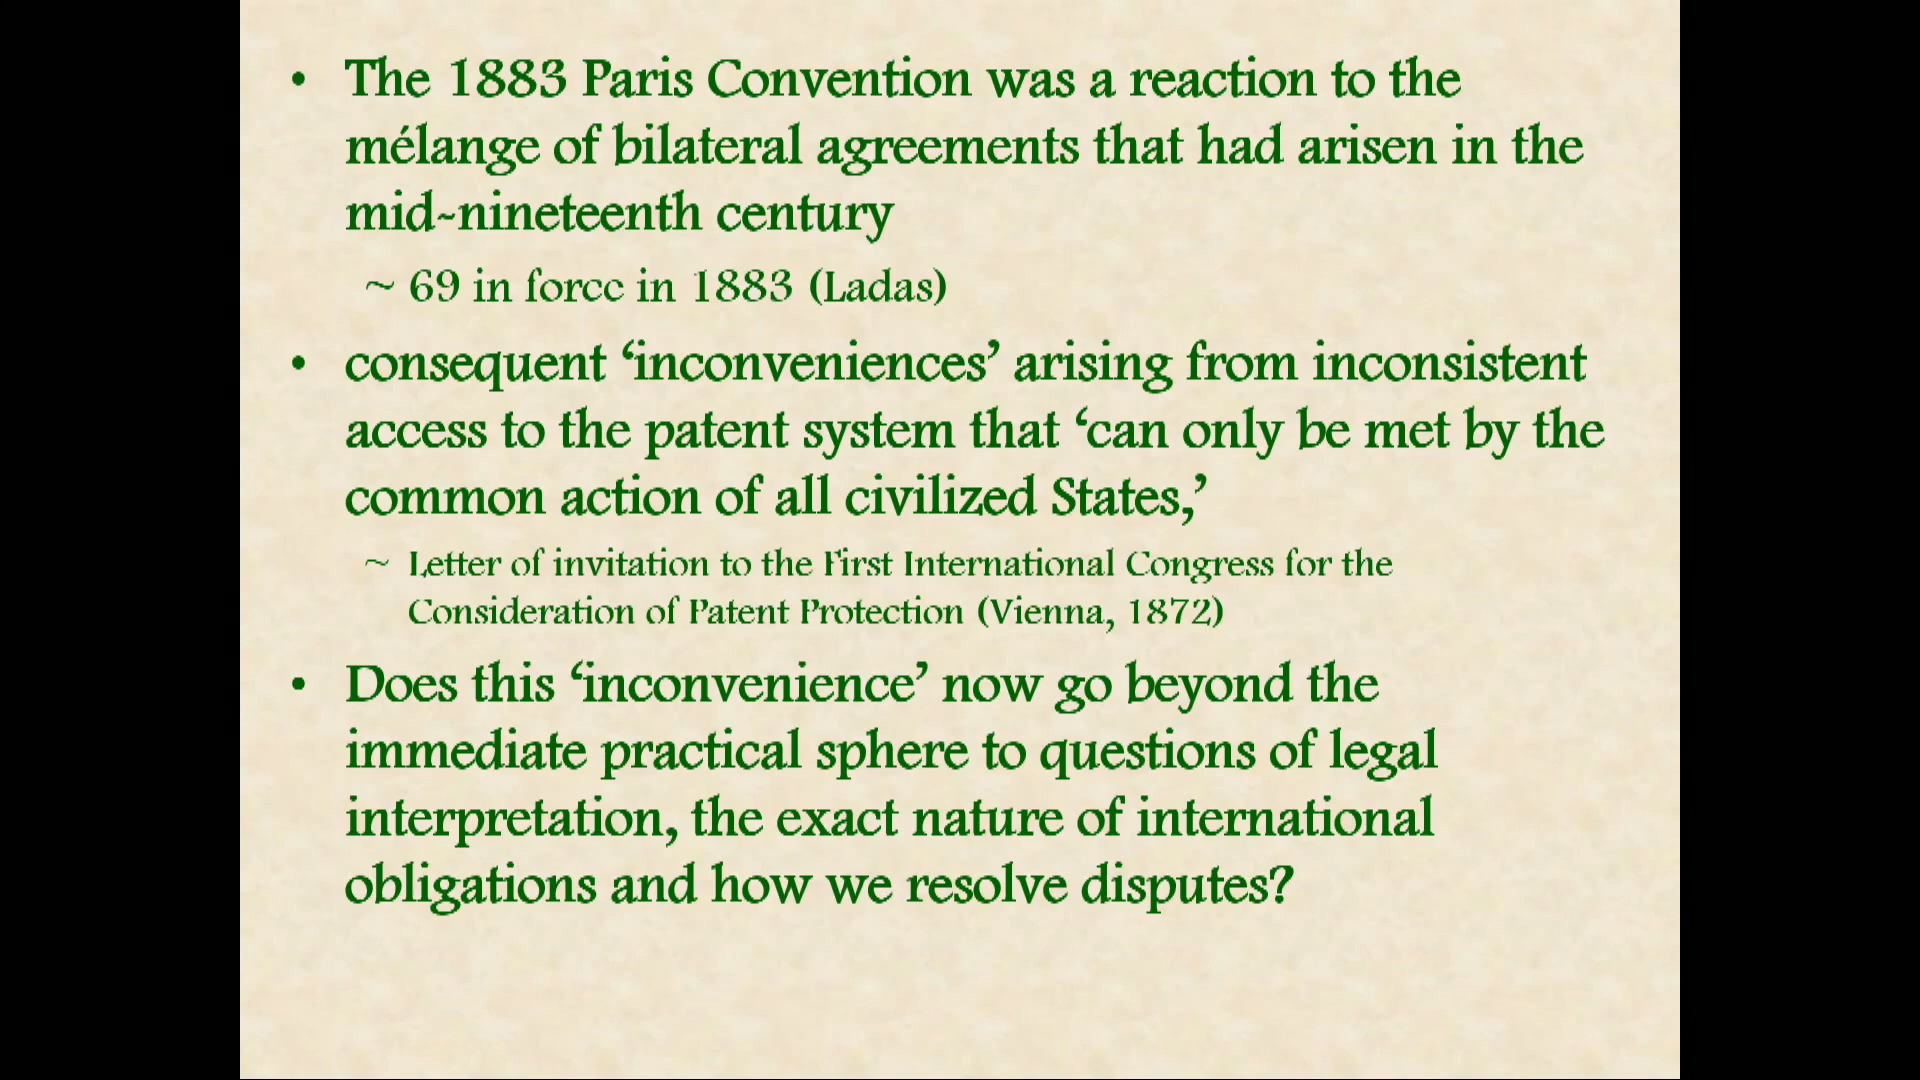 • The 1883 Paris Convention was a reaction to the
mélange of bilateral agreements that had arisen in the
mid-nineteenth century
~ 69 in force in 1883 (Ladas)
• consequent ‘inconveniences’ arising from inconsistent
access to the patent system that ‘can only be met by the
common action of all civilized States,’
~ Letter of invitation to the First International Congress for the
Consideration of Patent Protection (Vienna, 1872)
• Does this ‘inconvenience’ now go beyond the
immediate practical sphere to questions of legal
interpretation, the exact nature of international
obligations and how we resolve disputes?